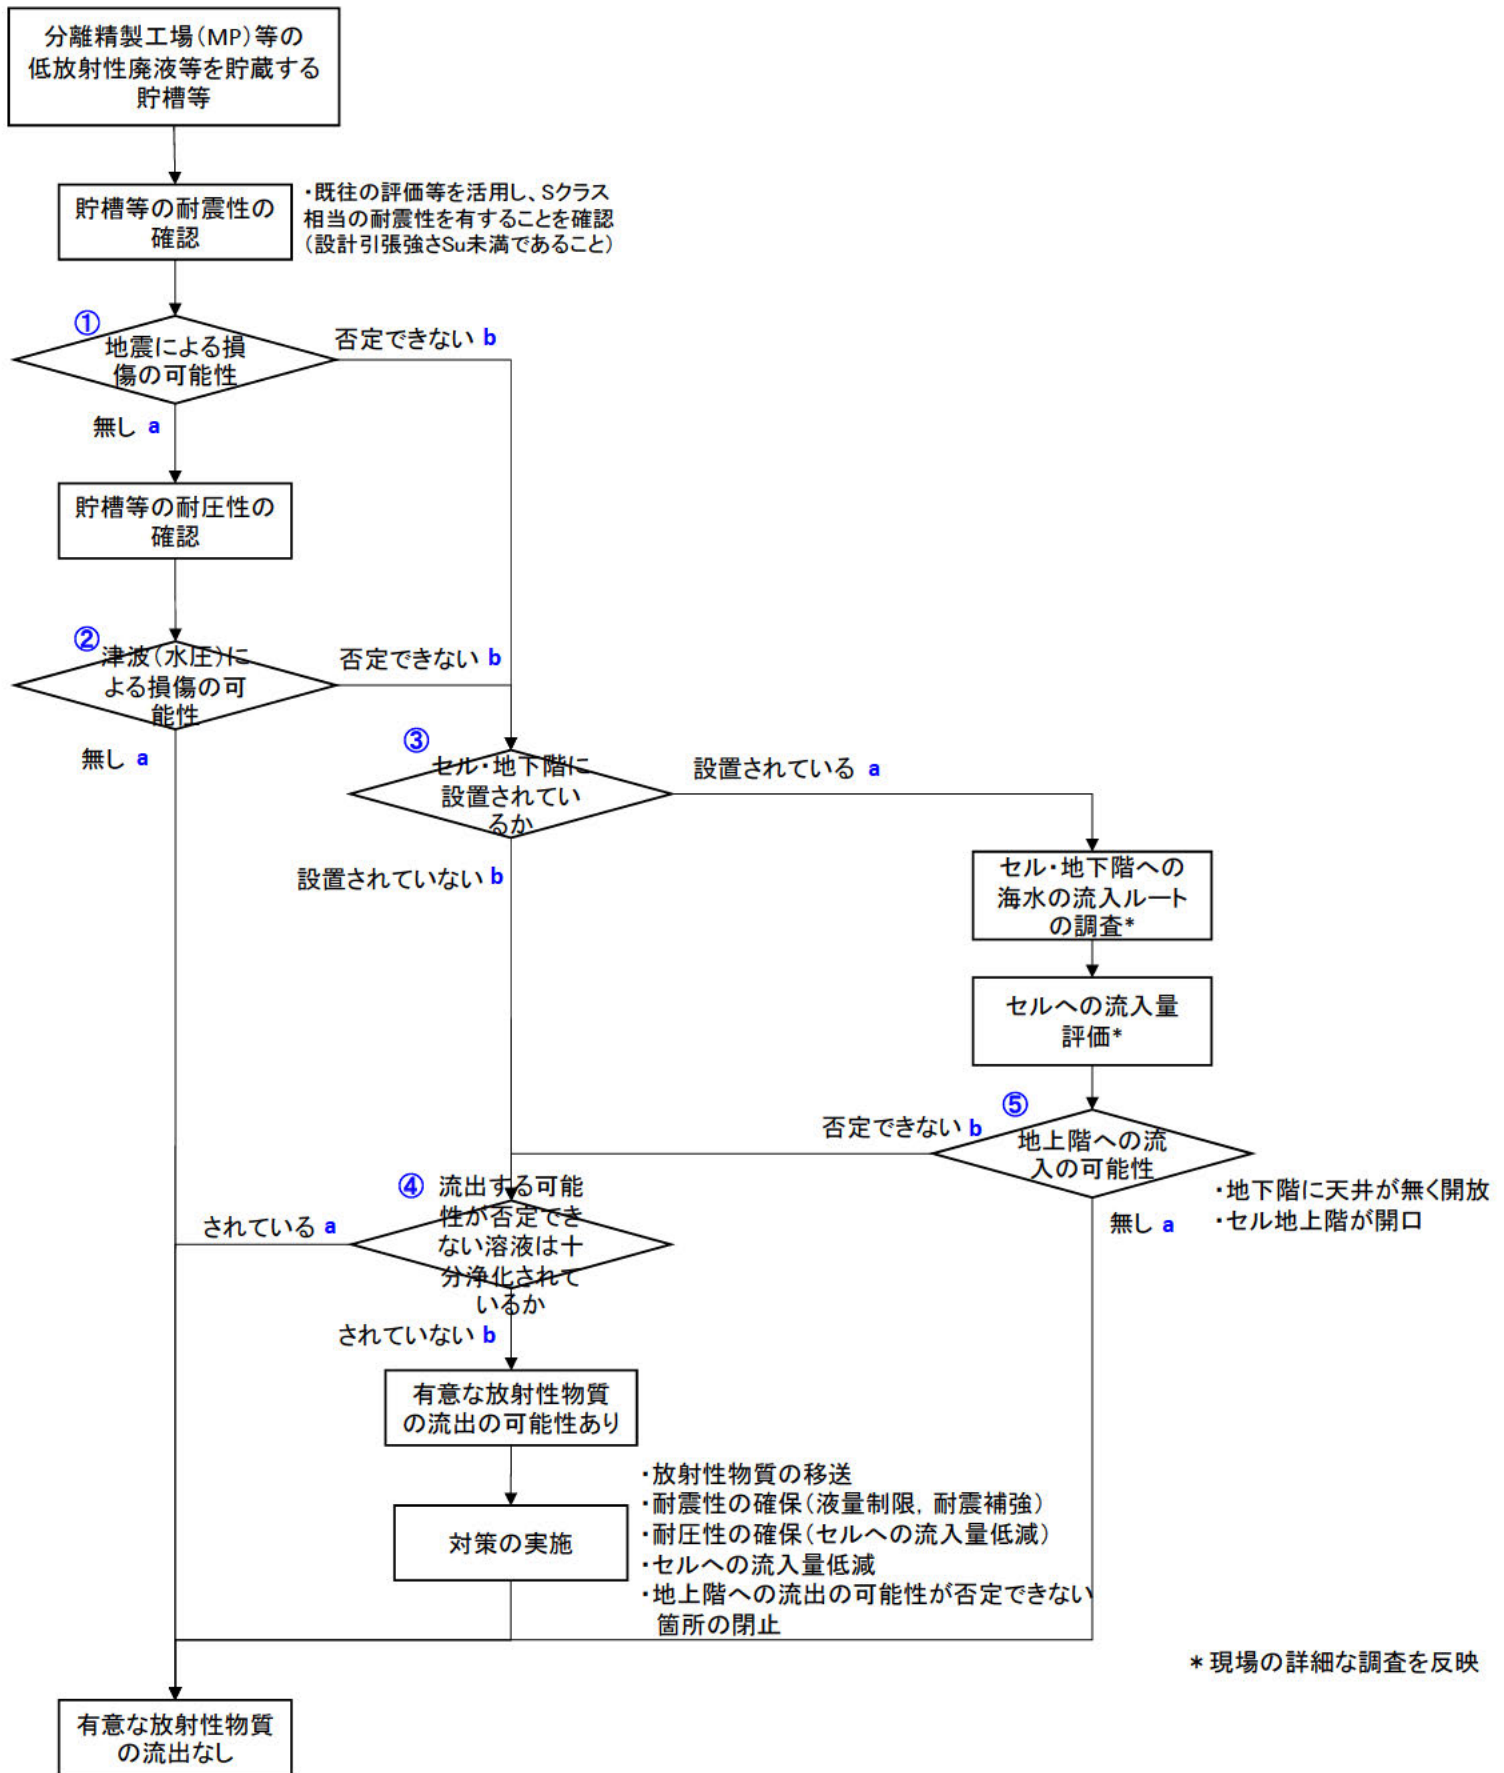 分離精製工場（MP）等の
低放射性廃液等を貯蔵する
貯槽等
貯槽等の耐震性の
確認
・既往の評価等を活用し、Sクラス
相当の耐震性を有することを確認
（設計引張強さSu未満であること）
①
地震による損
傷の可能性
否定できない b
無し a
貯槽等の耐圧性の
確認
②
津波（水圧）に
よる損傷の可
能性
否定できない b
無し a
③
セル・地下階に
設置されてい
るか
設置されている a
設置されていない b
セル・地下階への
海水の流入ルート
の調査*
セルへの流入量
評価*
⑤
地上階への流
入の可能性
否定できない b
無し a
・地下階に天井が無く開放
・セル地上階が開口
④
流出する可能
性が否定でき
ない溶液は十
分浄化されて
いるか
されている a
されていない b
有意な放射性物質
の流出の可能性あり
対策の実施
・放射性物質の移送
・耐震性の確保（液量制限，耐震補強）
・耐圧性の確保（セルへの流入量低減）
・セルへの流入量低減
・地上階への流出の可能性が否定できない
箇所の閉止
*現場の詳細な調査を反映
有意な放射性物質
の流出なし